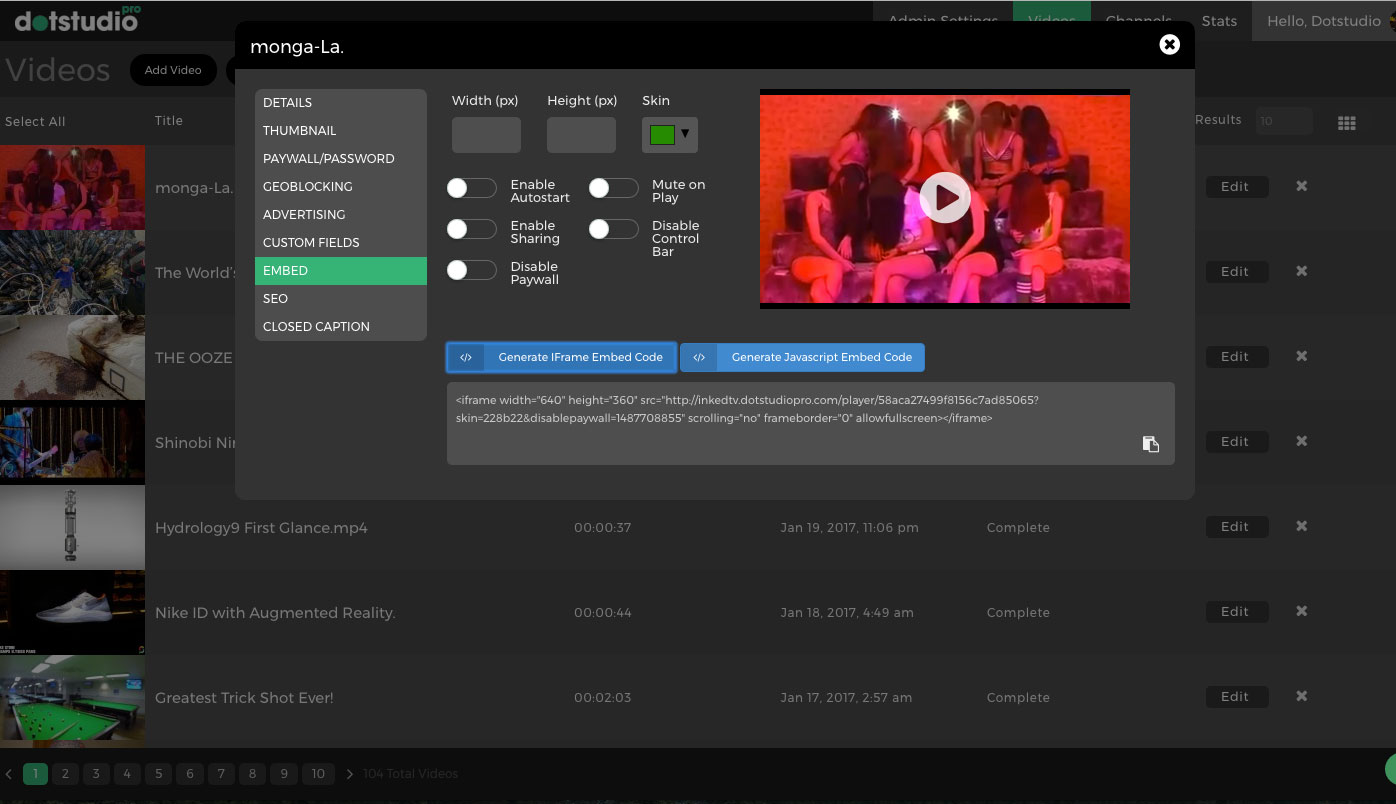 dotstudio
pro
Admin Settings
Videos
Channels
Stats
Hello, Dotstudio
monga-La.
Videos
Add Video
Select All
Title
Results
10
DETAILS
THUMBNAIL
PAYWALL/PASSWORD
GEOBLOCKING
ADVERTISING
CUSTOM FIELDS
EMBED
SEO
CLOSED CAPTION
Width (px)
Height (px)
Skin
Enable
Autostart
Mute on
Play
Enable
Sharing
Disable
Control
Bar
Disable
Paywall
</>
Generate IFrame Embed Code
</>
Generate Javascript Embed Code
<iframe width="640" height="360" src="http://inkedtv.dotstudiopro.com/player/58aca27499f8156c7ad85065?
skin=228b22&disablepaywall=1487708855" scrolling="no" frameborder="0" allowfullscreen></iframe>
monga-La.
Edit
The World's
Edit
THE OOZE
Edit
Shinobi Nin
Edit
Hydrology9 First Glance.mp4
00:00:37
Jan 19, 2017, 11:06 pm
Complete
Edit
Nike ID with Augmented Reality.
00:00:44
Jan 18, 2017, 4:49 am
Complete
Edit
Greatest Trick Shot Ever!
00:02:03
Jan 17, 2017, 2:57 am
Complete
Edit
1 2 3 4 5 6 7 8 9 10
104 Total Videos